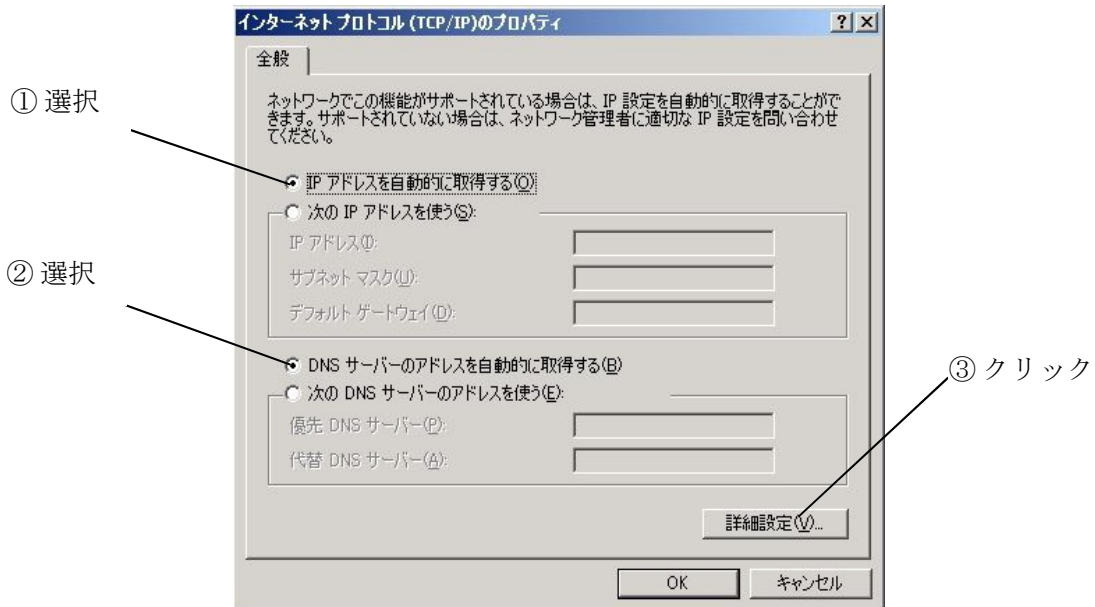 インターネット プロトコル (TCP/IP)のプロパティ
全般
① 選択
ネットワークでこの機能がサポートされている場合は、IP 設定を自動的に取得することがで
きます。サポートされていない場合は、ネットワーク管理者に適切な IP 設定を問い合わせ
てください。
IP アドレスを自動的に取得する(O)
次の IP アドレスを使う(S):
IP アドレス(I):
② 選択
サブネット マスク(U):
デフォルト ゲートウェイ(D):
DNS サーバーのアドレスを自動的に取得する(B)
③ クリック
次の DNS サーバーのアドレスを使う(E):
優先 DNS サーバー(P):
代替 DNS サーバー(A):
詳細設定(V)...
OK
キャンセル